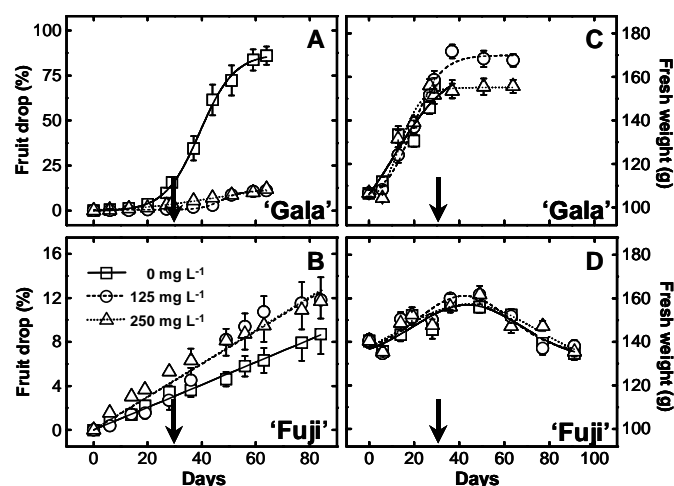 A
C
100
75
50
25
0
Fruit drop (%)
'Gala'
'Gala'
180
160
140
120
100
Fresh weight (g)
B
D
16
12
8
4
0
Fruit drop (%)
0 mg L-1
125 mg L-1
250 mg L-1
'Fuji'
'Fuji'
180
160
140
120
100
Fresh weight (g)
0 20 40 60 80
0 20 40 60 80 100
Days
Days